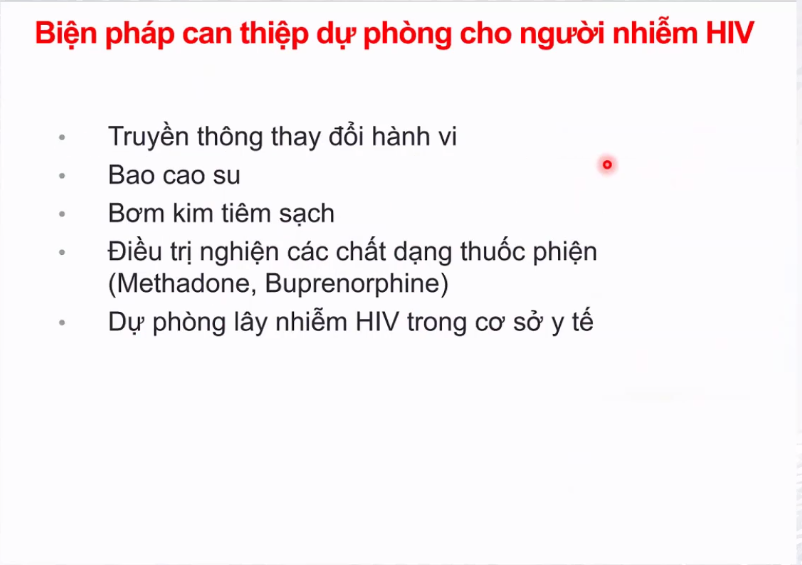 Biện pháp can thiệp dự phòng cho người nhiễm HIV
• Truyền thông thay đổi hành vi
• Bao cao su
• Bơm kim tiêm sạch
• Điều trị nghiện các chất dạng thuốc phiện
(Methadone, Buprenorphine)
• Dự phòng lây nhiễm HIV trong cơ sở y tế